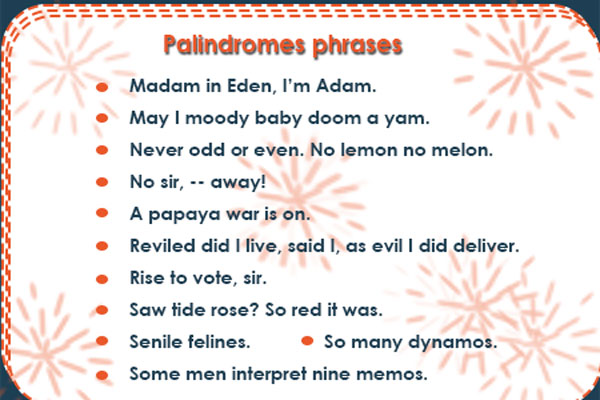 Palindromes phrases
Madam in Eden, I'm Adam.
May I moody baby doom a yam.
Never odd or even. No lemon no melon.
No sir, -- away!
A papaya war is on.
Reviled did I live, said I, as evil I did deliver.
Rise to vote, sir.
Saw tide rose? So red it was.
Senile felines. So many dynamos.
Some men interpret nine memos.